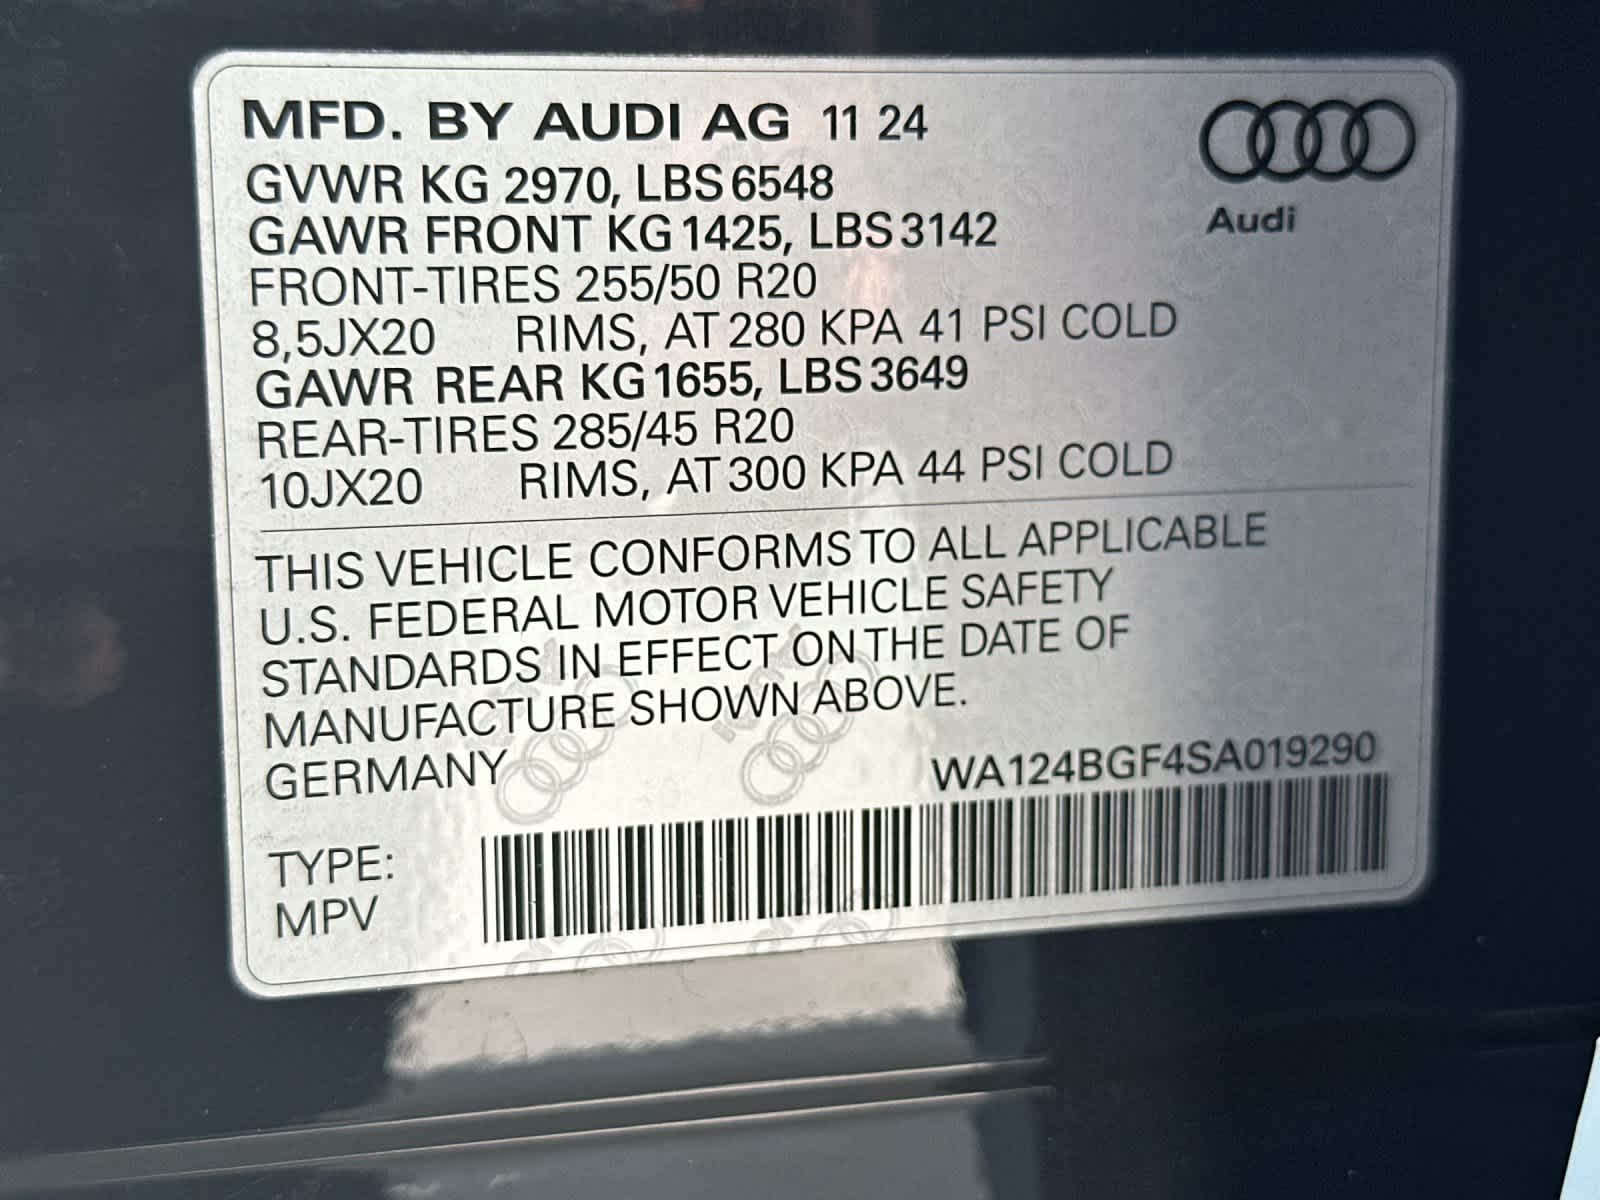 MFD. BY AUDI AG 11 24
GVWR KG 2970, LBS 6548
GAWR FRONT KG 1425, LBS 3142
FRONT-TIRES 255/50 R20
8,5JX20 RIMS, AT 280 KPA 41 PSI COLD
GAWR REAR KG 1655, LBS 3649
REAR-TIRES 285/45 R20
10JX20 RIMS, AT 300 KPA 44 PSI COLD
Audi
THIS VEHICLE CONFORMS TO ALL APPLICABLE
U.S. FEDERAL MOTOR VEHICLE SAFETY
STANDARDS IN EFFECT ON THE DATE OF
MANUFACTURE SHOWN ABOVE.
GERMANY
WA124BGF4SA019290
TYPE:
MPV